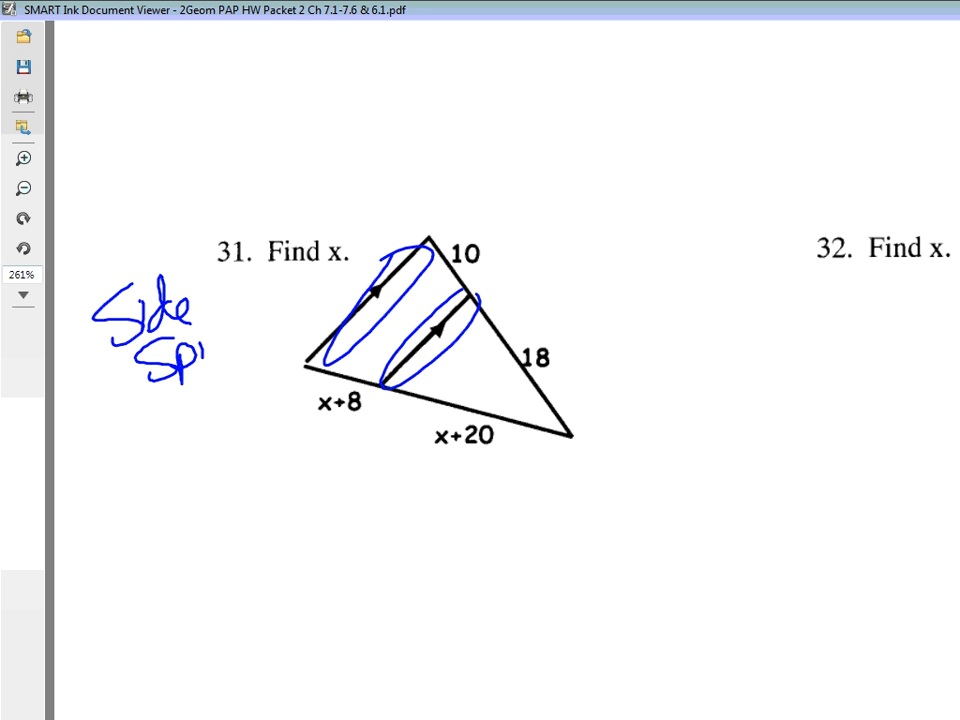 SMART Ink Document Viewer - 2Geom PAP HW Packet 2 Ch 7.1-7.6 & 6.1.pdf
261%
31. Find x.
10
18
x+8
x+20
32. Find x.
Side
Spl